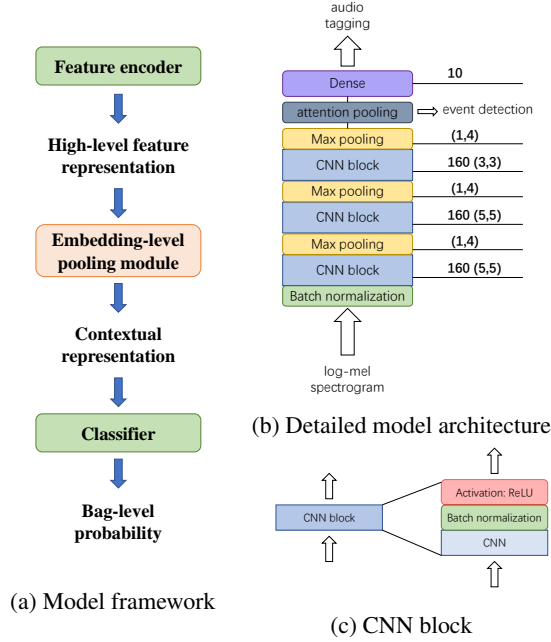 Feature encoder
High-level feature
representation
Embedding-level
pooling module
Contextual
representation
Classifier
Bag-level
probability
(a) Model framework
audio
tagging
Dense
10
attention pooling
event detection
Max pooling
(1,4)
CNN block
160 (3,3)
Max pooling
(1,4)
CNN block
160 (5,5)
Max pooling
(1,4)
CNN block
160 (5,5)
Batch normalization
log-mel
spectrogram
(b) Detailed model architecture
CNN block
Activation: ReLU
Batch normalization
CNN
(c) CNN block